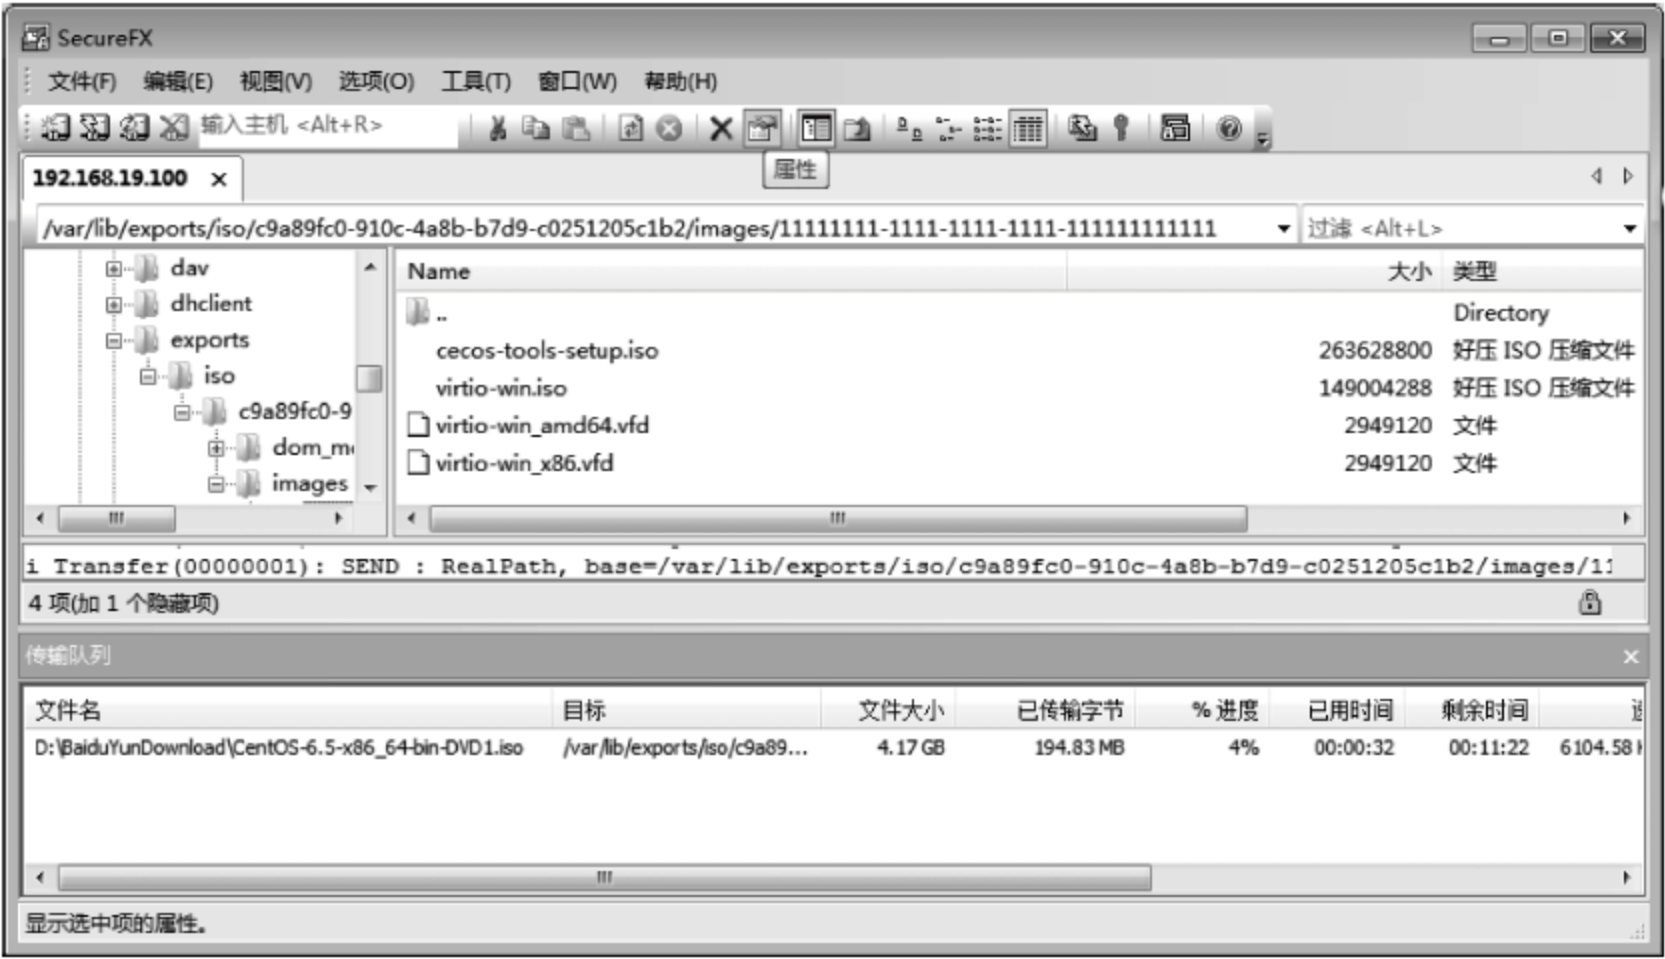 SecureFX
文件(F) 编辑(E) 视图(V) 选项(O) 工具(T) 窗口(W) 帮助(H)
输入主机 <Alt+R>
属性
192.168.19.100
/var/lib/exports/iso/c9a89fc0-910c-4a8b-b7d9-c0251205c1b2/images/11111111-1111-1111-1111-111111111111 过滤 <Alt+L>
dav
dhclient
exports
iso
c9a89fc0-9
dom_m
images
Name 大小 类型
.. Directory
cecos-tools-setup.iso 263628800 好压 ISO 压缩文件
virtio-win.iso 149004288 好压 ISO 压缩文件
virtio-win_amd64.vfd 2949120 文件
virtio-win_x86.vfd 2949120 文件
i Transfer(00000001): SEND : RealPath, base=/var/lib/exports/iso/c9a89fc0-910c-4a8b-b7d9-c0251205c1b2/images/11
4 项(加 1 个隐藏项)
传输队列
文件名 目标 文件大小 已传输字节 % 进度 已用时间 剩余时间
D:\BaiduYunDownload\CentOS-6.5-x86_64-bin-DVD1.iso /var/lib/exports/iso/c9a89... 4.17 GB 194.83 MB 4% 00:00:32 00:11:22 6104.58
显示选中项的属性。